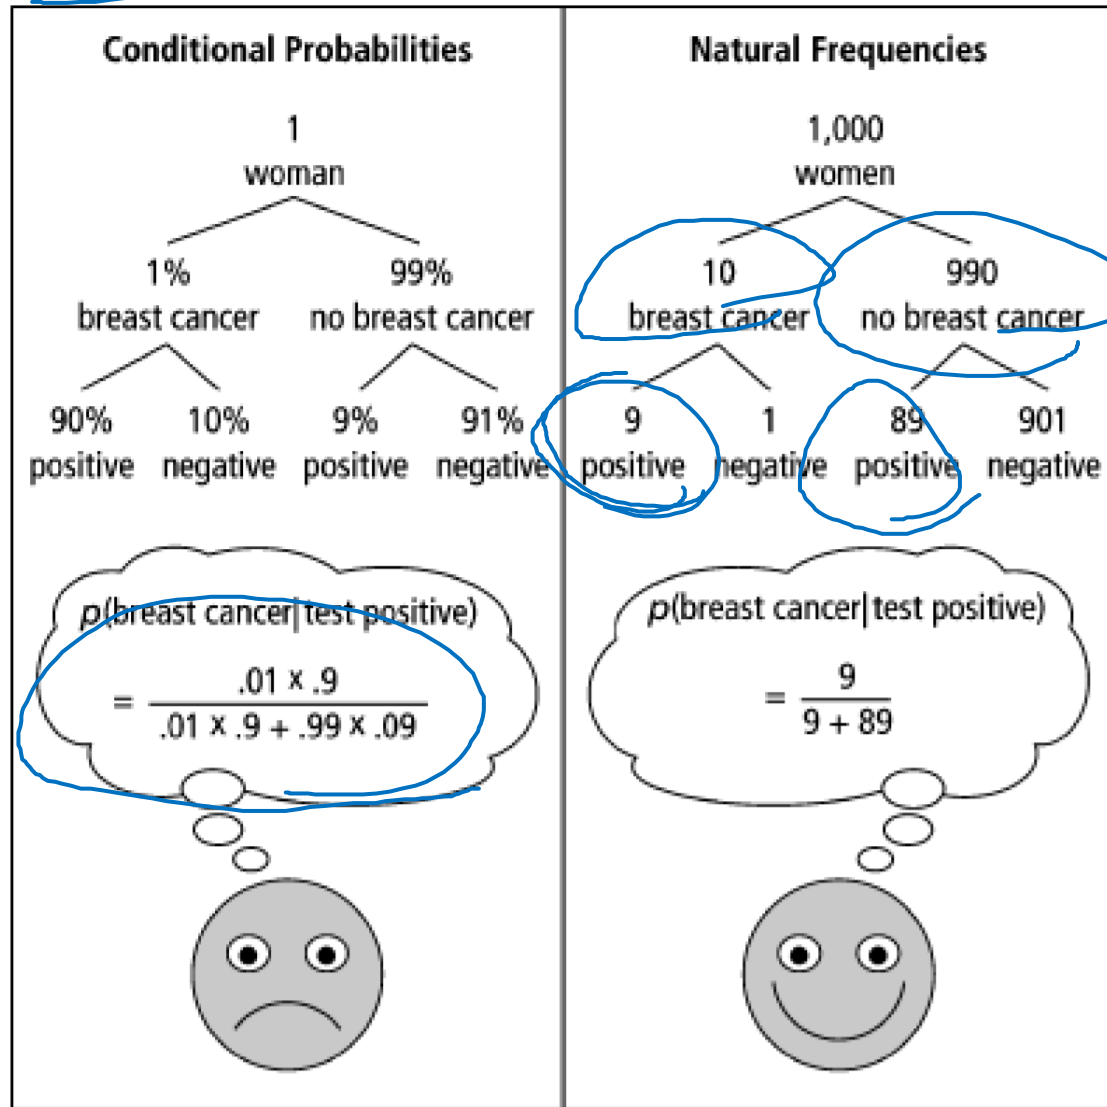 Conditional Probabilities
1
woman
1% 99%
breast cancer no breast cancer
90% 10% 9% 91%
positive negative positive negative
p(breast cancer|test positive)
= .01 × .9
.01 × .9 + .99 × .09
Natural Frequencies
1,000
women
10 990
breast cancer no breast cancer
9 1 89 901
positive negative positive negative
p(breast cancer|test positive)
= 9
9 + 89